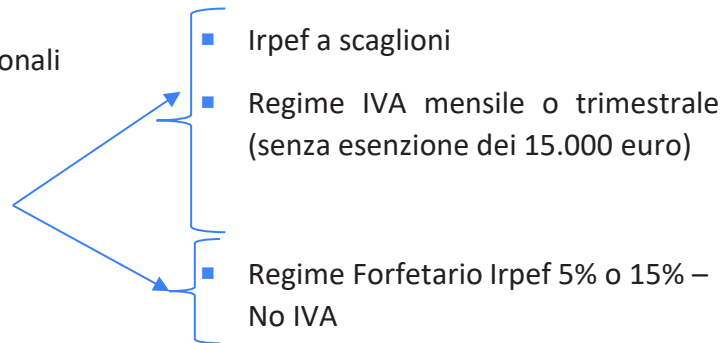 Irpef a scaglioni
Regime IVA mensile o trimestrale
(senza esenzione dei 15.000 euro)
Regime Forfetario Irpef 5% o 15% –
No IVA